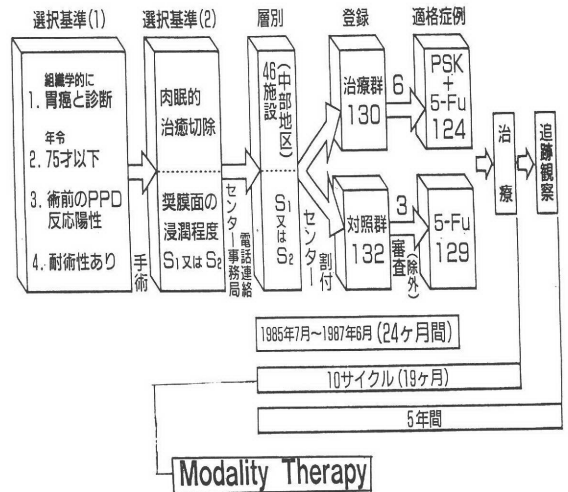 選択基準(1)
選択基準(2)
層別
登録
適格症例
組織学的に
1. 胃癌と診断
年令
2. 75才以下
3. 術前のPPD
反応陽性
4. 耐術性あり
手術
肉眠的
治癒切除
奨膜面の
浸潤程度
S1又はS2
センター事務局
電話連絡
46施設
(中部地区)
S1又はS2
センター割付
治療群
130
対照群
132
6
3
審査
(除外)
PSK
+
5-Fu
124
5-Fu
129
治療
追跡観察
1985年7月〜1987年6月(24ヶ月間)
10サイクル(19ヶ月)
5年間
Modality Therapy